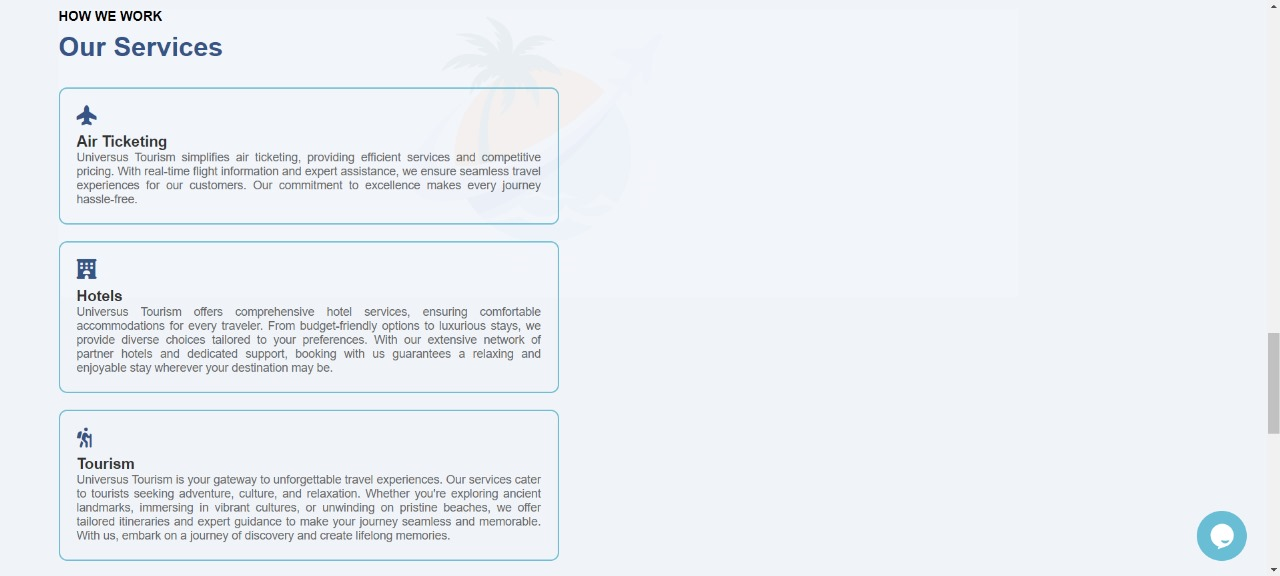 HOW WE WORK
Our Services
Air Ticketing
Universus Tourism simplifies air ticketing, providing efficient services and competitive
pricing. With real-time flight information and expert assistance, we ensure seamless travel
experiences for our customers. Our commitment to excellence makes every journey
hassle-free.
Hotels
Universus Tourism offers comprehensive hotel services, ensuring comfortable
accommodations for every traveler. From budget-friendly options to luxurious stays, we
provide diverse choices tailored to your preferences. With our extensive network of
partner hotels and dedicated support, booking with us guarantees a relaxing and
enjoyable stay wherever your destination may be.
Tourism
Universus Tourism is your gateway to unforgettable travel experiences. Our services cater
to tourists seeking adventure, culture, and relaxation. Whether you're exploring ancient
landmarks, immersing in vibrant cultures, or unwinding on pristine beaches, we offer
tailored itineraries and expert guidance to make your journey seamless and memorable.
With us, embark on a journey of discovery and create lifelong memories.